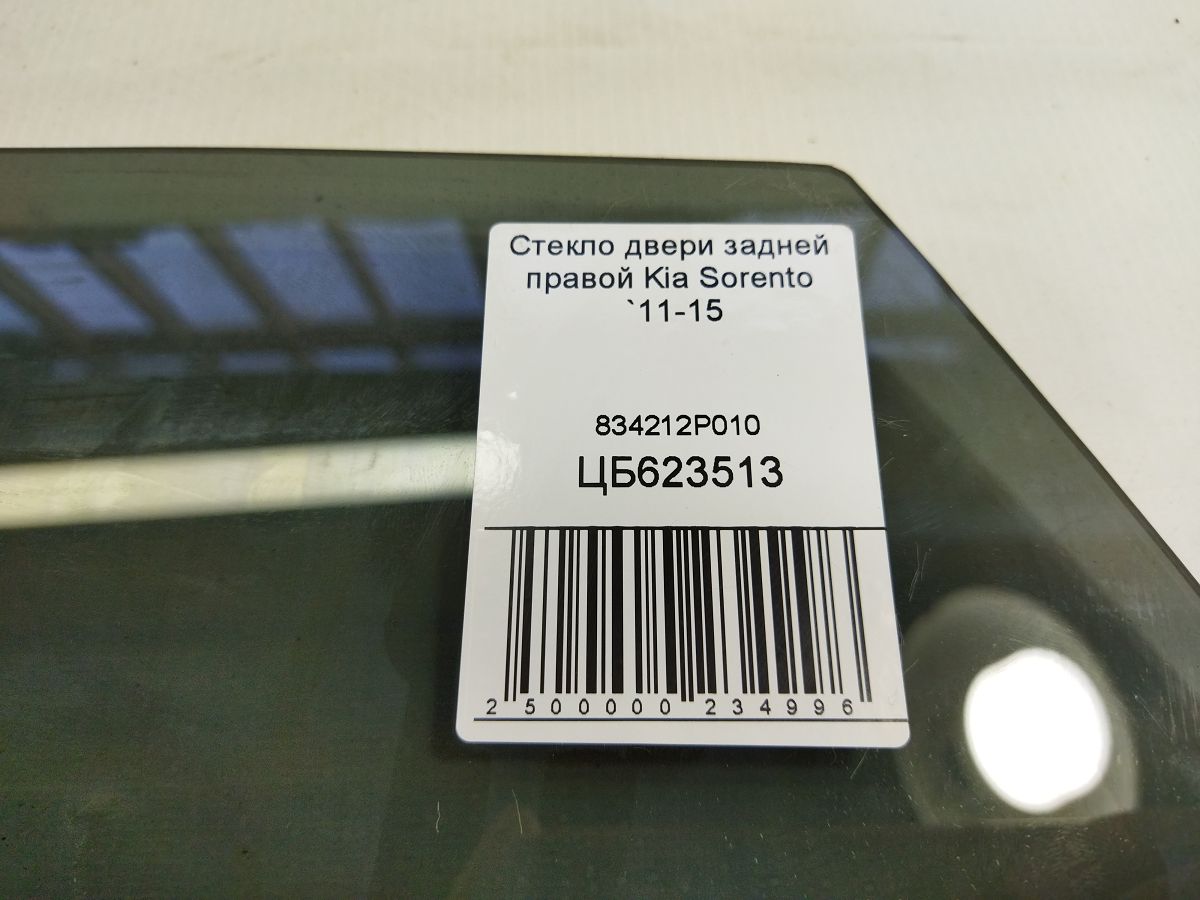 Стекло двери задней
правой Kia Sorento
`11-15
834212P010
ЦБ623513
2 500000 234996